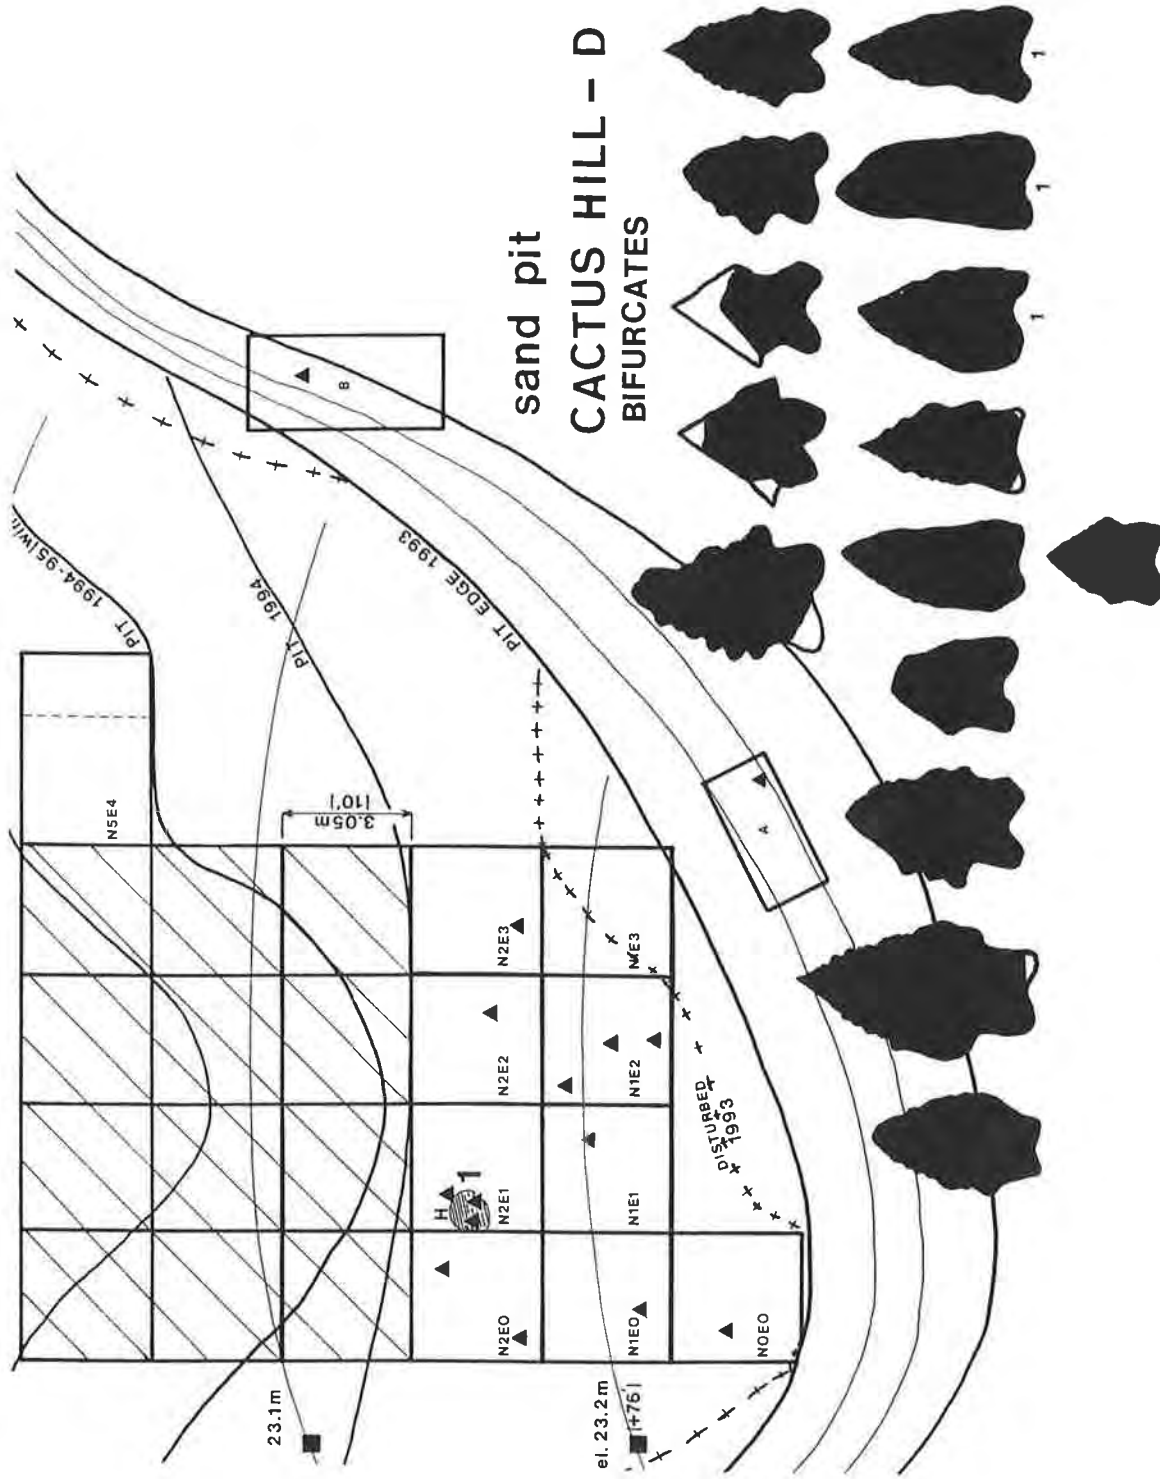 sand pit
CACTUS HILL - D
BIFURCATES
PIT 1994-95
PIT 1994
PIT EDGE 1993
3.05m
(10')
N5E4
N2E3
N2E2
N2E1
N2E0
N1E3
N1E2
N1E1
N1E0
N0E0
H
1
A
B
DISTURBED
1993
23.1m
el. 23.2m
(+76')
1
1
1